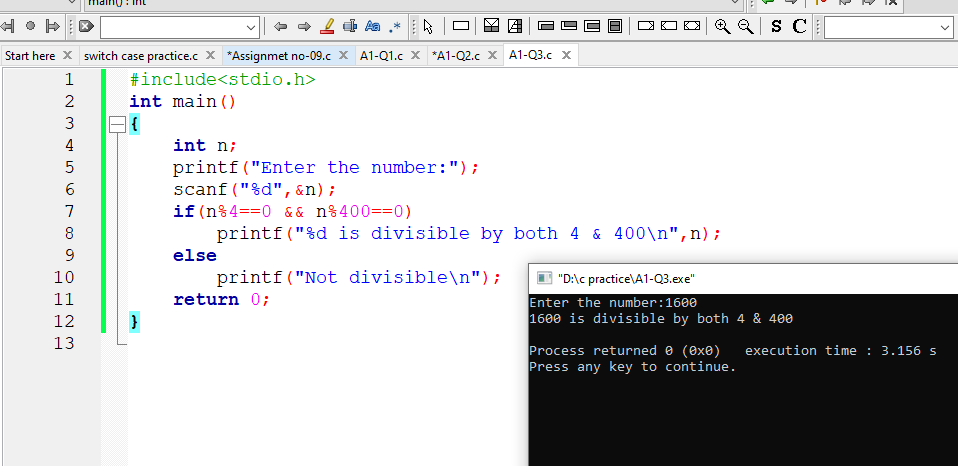 main() : int
S C
Aa .*
Start here X switch case practice.c X *Assignmet no-09.c X A1-Q1.c X *A1-Q2.c X A1-Q3.c X
1 #include<stdio.h>
2 int main()
3 {
4 int n;
5 printf("Enter the number:");
6 scanf("%d",&n);
7 if(n%4==0 && n%400==0)
8 printf("%d is divisible by both 4 & 400\n",n);
9 else
10 printf("Not divisible\n");
11 return 0;
12 }
13
"D:\c practice\A1-Q3.exe"
Enter the number:1600
1600 is divisible by both 4 & 400
Process returned 0 (0x0) execution time : 3.156 s
Press any key to continue.